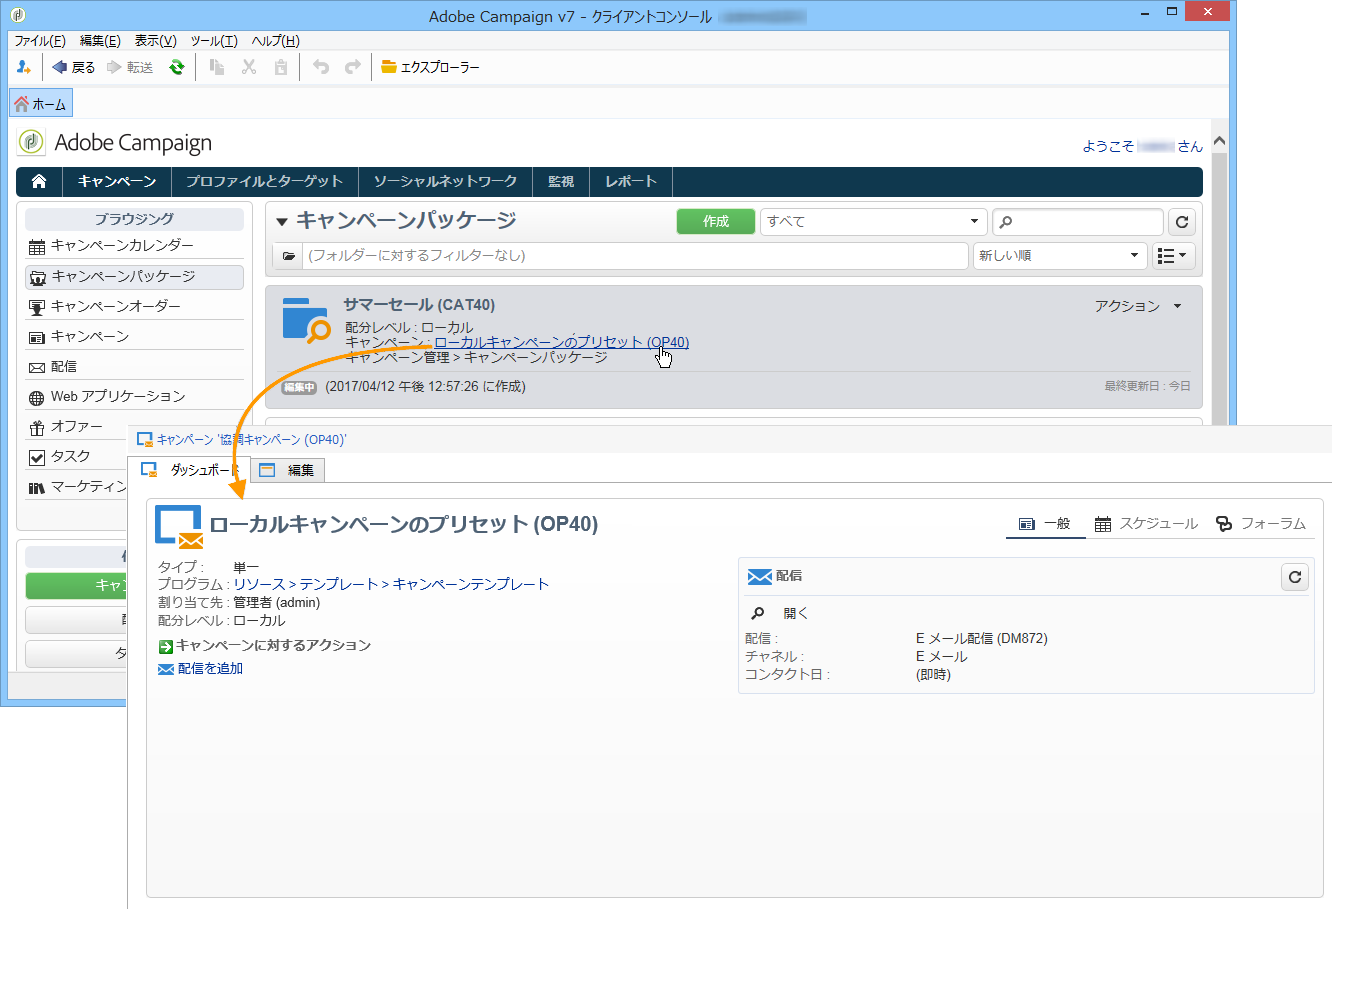 Adobe Campaign v7 - クライアントコンソール
ファイル(F) 編集(E) 表示(V) ツール(T) ヘルプ(H)
戻る 転送 エクスプローラー
ホーム
Adobe Campaign
ようこそ さん
キャンペーン プロファイルとターゲット ソーシャルネットワーク 監視 レポート
ブラウジング
キャンペーンカレンダー
キャンペーンパッケージ
キャンペーンオーダー
キャンペーン
配信
Web アプリケーション
オファー
タスク
マーケティン
キャン
タ
キャンペーンパッケージ 作成 すべて
(フォルダーに対するフィルターなし) 新しい順
サマーセール (CAT40) アクション
配分レベル : ローカル
キャンペーン : ローカルキャンペーンのプリセット (OP40)
キャンペーン管理 > キャンペーンパッケージ
編集中 (2017/04/12 午後 12:57:26 に作成) 最終更新日 : 今日
キャンペーン '協調キャンペーン (OP40)'
ダッシュボード 編集
ローカルキャンペーンのプリセット (OP40) 一般 スケジュール フォーラム
タイプ : 単一
プログラム : リソース > テンプレート > キャンペーンテンプレート
割り当て先 : 管理者 (admin)
配分レベル : ローカル
キャンペーンに対するアクション
配信を追加
配信
開く
配信 : E メール配信 (DM872)
チャネル : E メール
コンタクト日 : (即時)